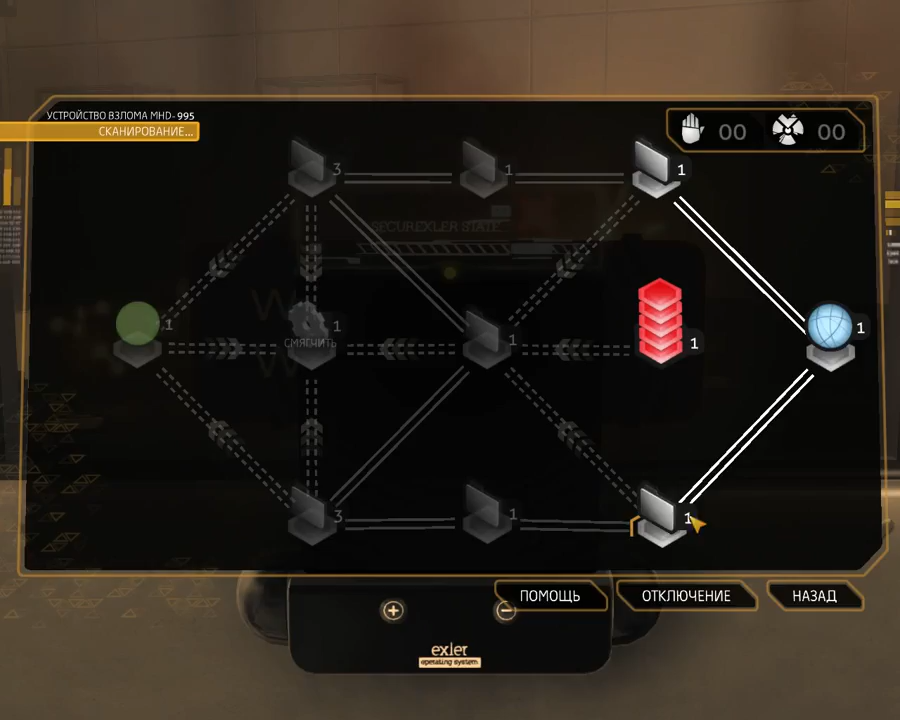 УСТРОЙСТВО ВЗЛОМА MHD-995
СКАНИРОВАНИЕ...
00 00
3 1 1
SECUREXLER STATE
1 1 1 1 1
СМЯГЧИТЬ
3 1 1
ПОМОЩЬ ОТКЛЮЧЕНИЕ НАЗАД
exler
operating system